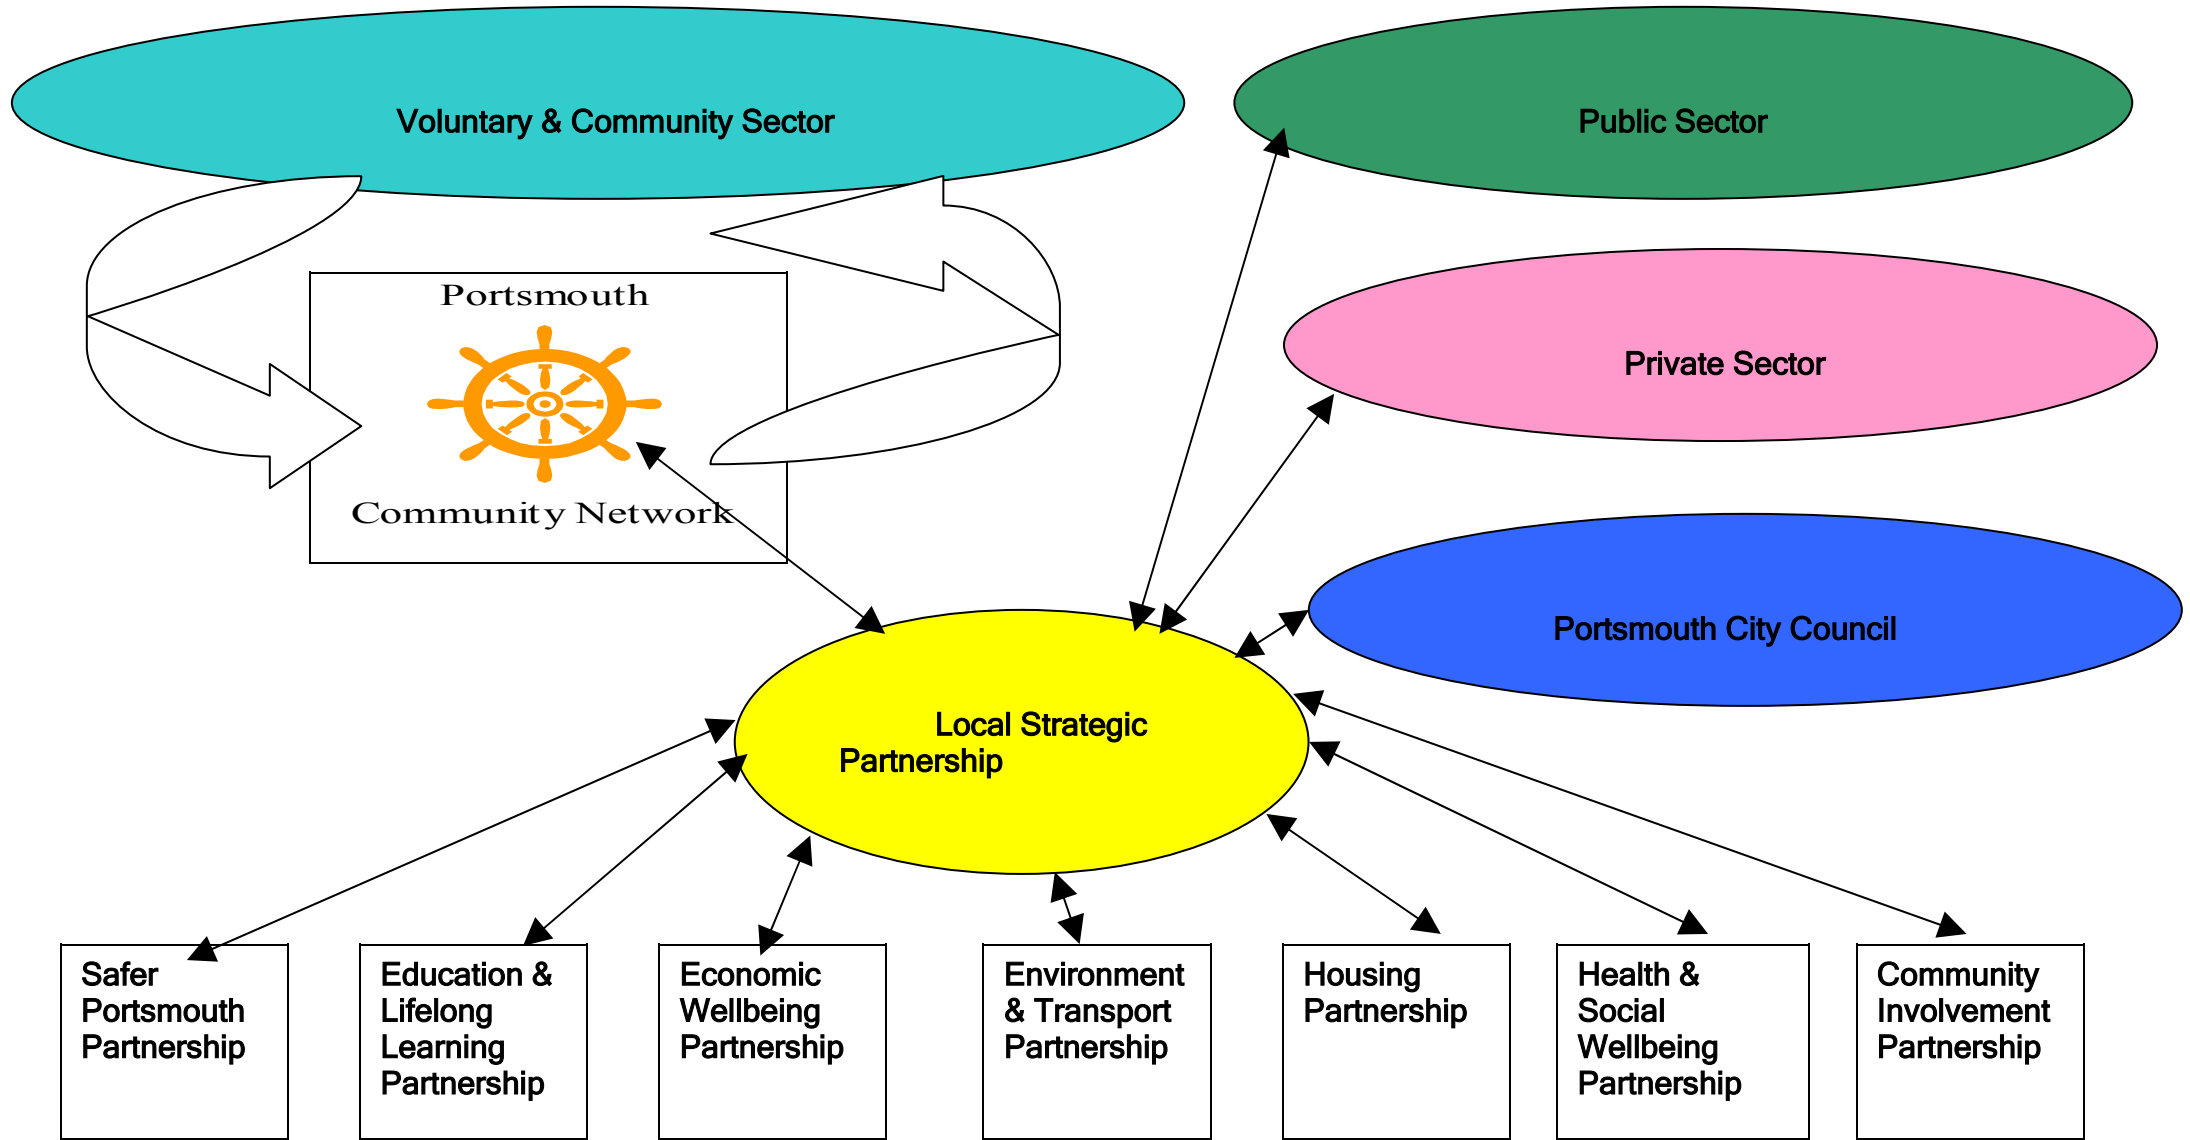 Voluntary & Community Sector
Public Sector
Portsmouth
Community Network
Private Sector
Portsmouth City Council
Local Strategic
Partnership
Safer
Portsmouth
Partnership
Education &
Lifelong
Learning
Partnership
Economic
Wellbeing
Partnership
Environment
& Transport
Partnership
Housing
Partnership
Health &
Social
Wellbeing
Partnership
Community
Involvement
Partnership